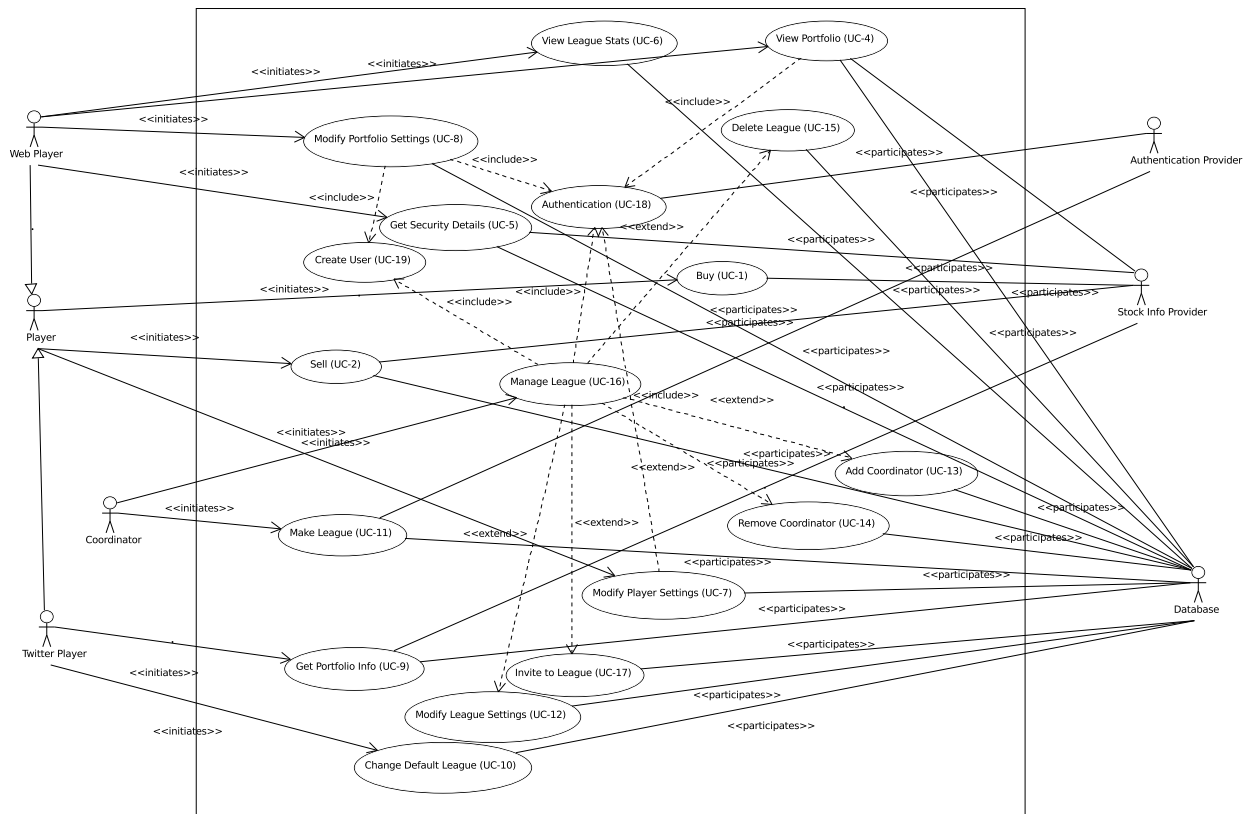 View League Stats (UC-6)
View Portfolio (UC-4)
<<initiates>>
<<initiates>>
<<include>>
<<initiates>>
Delete League (UC-15)
Modify Portfolio Settings (UC-8)
Web Player
<<include>>
<<participates>>
Authentication Provider
<<initiates>>
<<include>>
<<participates>>
Authentication (UC-18)
Get Security Details (UC-5)
<<extend>>
<<participates>>
Create User (UC-19)
<<participates>>
Buy (UC-1)
<<initiates>>
<<include>>
<<participates>>
<<participates>>
<<include>>
<<participates>>
Stock Info Provider
<<participates>>
<<participates>>
Player
<<initiates>>
<<participates>>
Sell (UC-2)
Manage League (UC-16)
<<participates>>
<<include>>
<<extend>>
<<initiates>>
<<initiates>>
<<participates>>
<<extend>>
<<participates>>
Add Coordinator (UC-13)
<<initiates>>
<<participates>>
<<extend>>
Remove Coordinator (UC-14)
Make League (UC-11)
<<extend>>
<<participates>>
Coordinator
<<participates>>
<<participates>>
Modify Player Settings (UC-7)
<<participates>>
Database
<<participates>>
Twitter Player
Get Portfolio Info (UC-9)
<<initiates>>
Invite to League (UC-17)
<<participates>>
Modify League Settings (UC-12)
<<participates>>
<<initiates>>
Change Default League (UC-10)